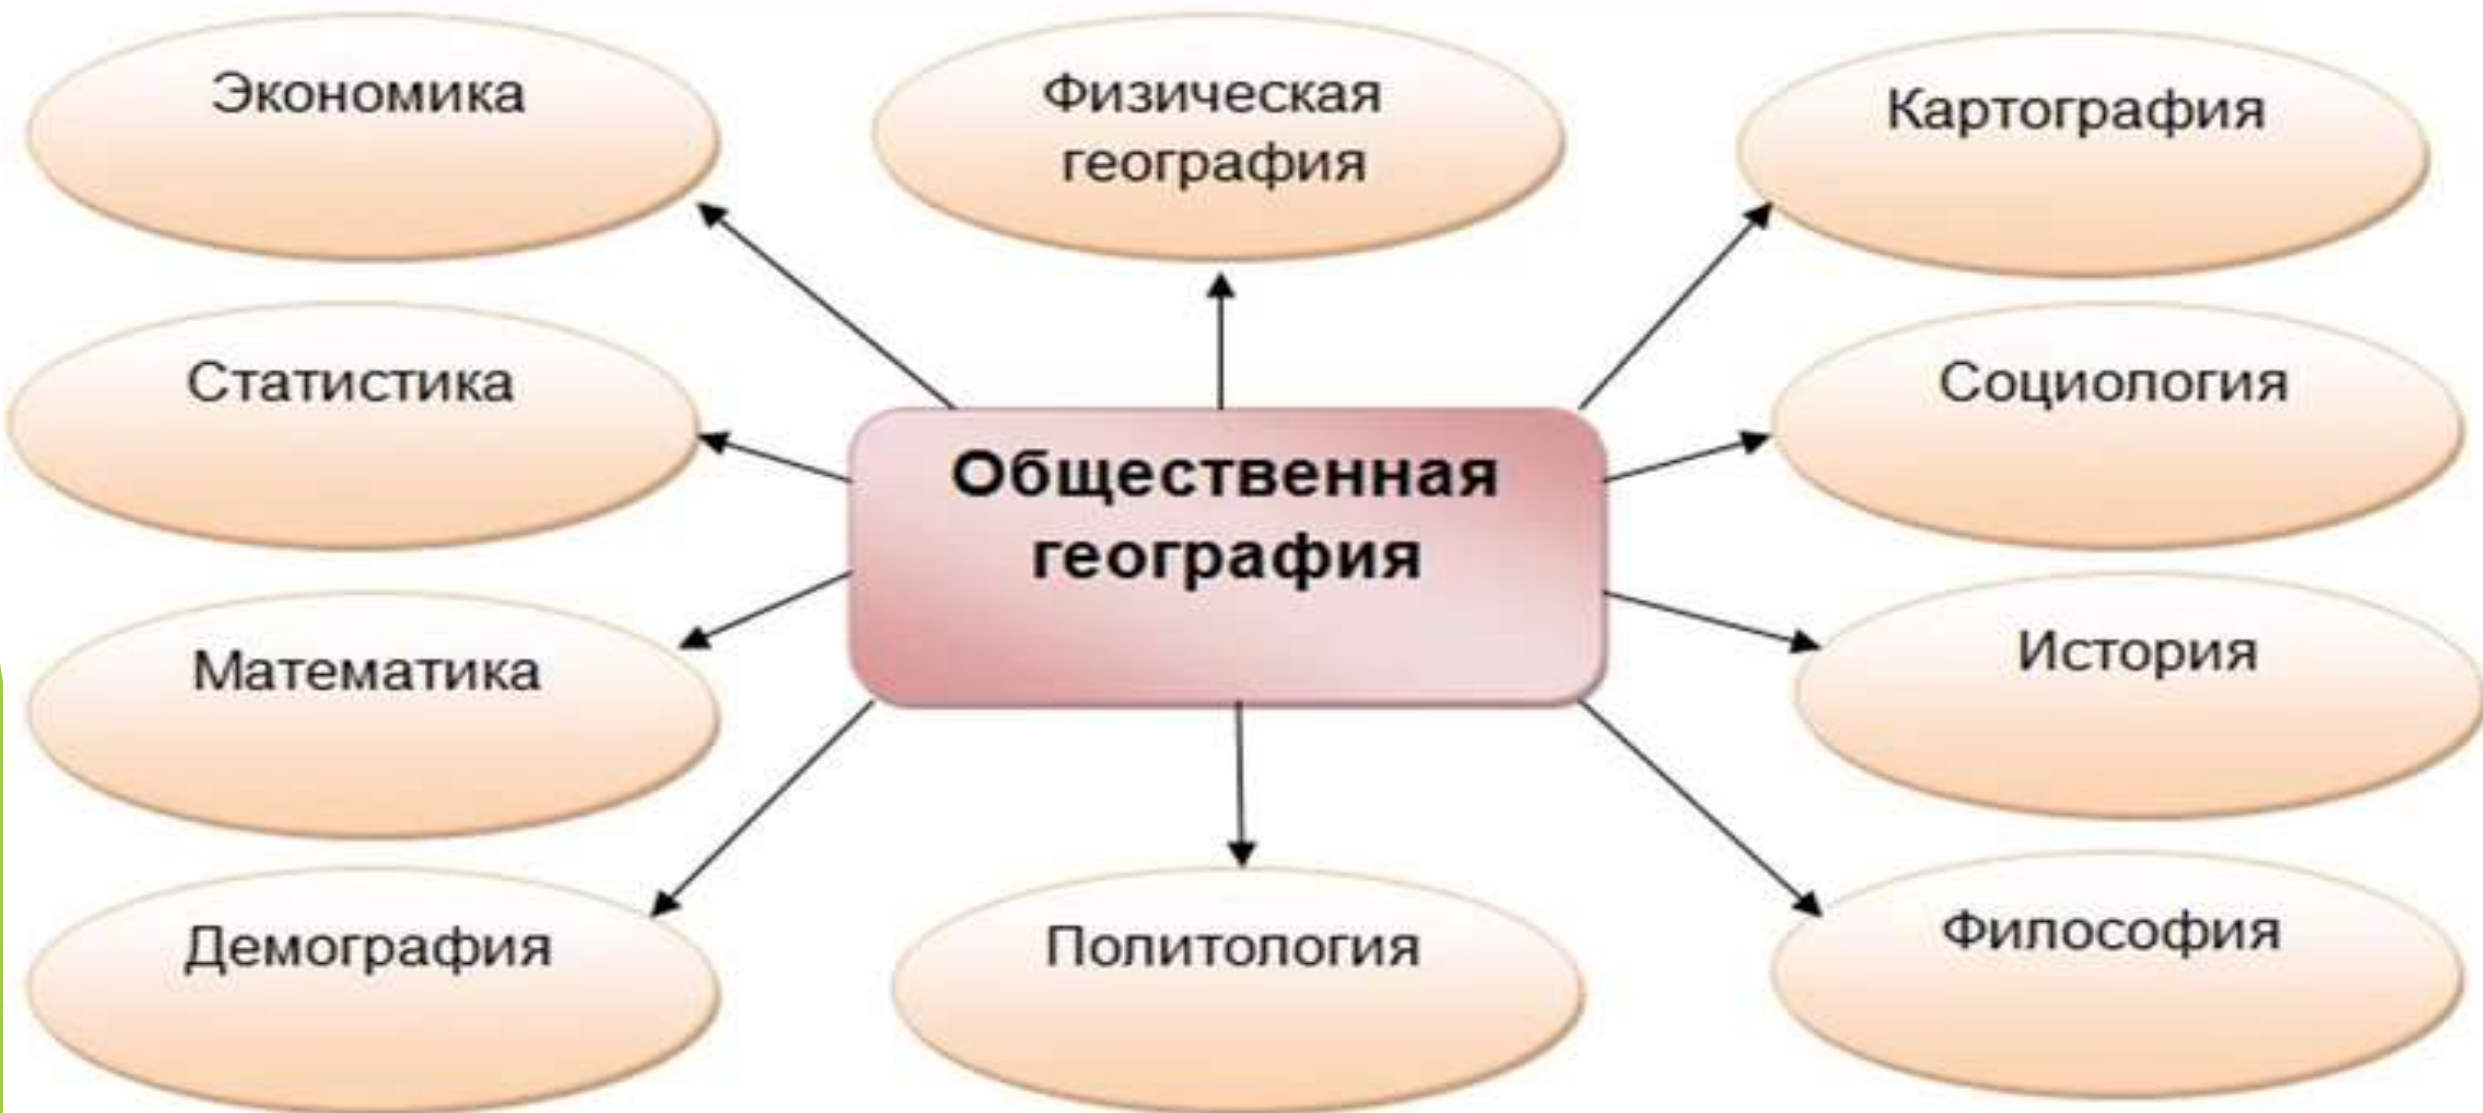 Экономика
Физическая
география
Картография
Статистика
Социология
Общественная
география
Математика
История
Демография
Политология
Философия